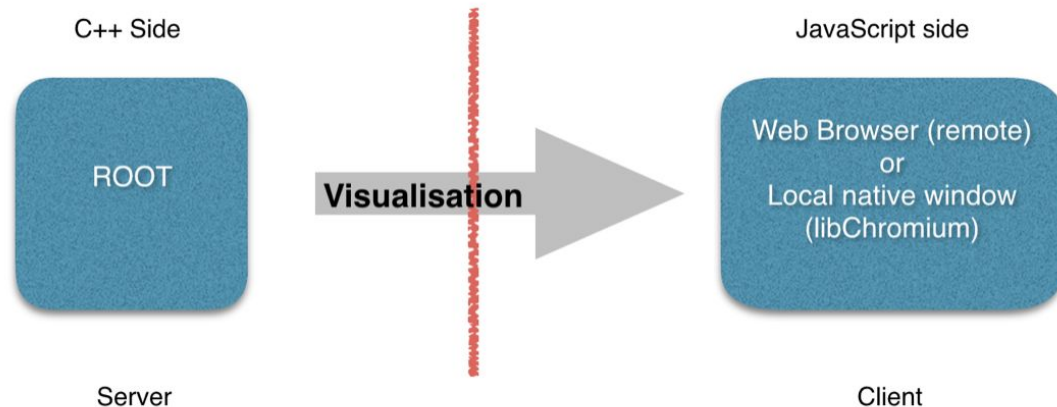 C++ Side
JavaScript side
ROOT
Visualisation
Web Browser (remote)
or
Local native window
(libChromium)
Server
Client